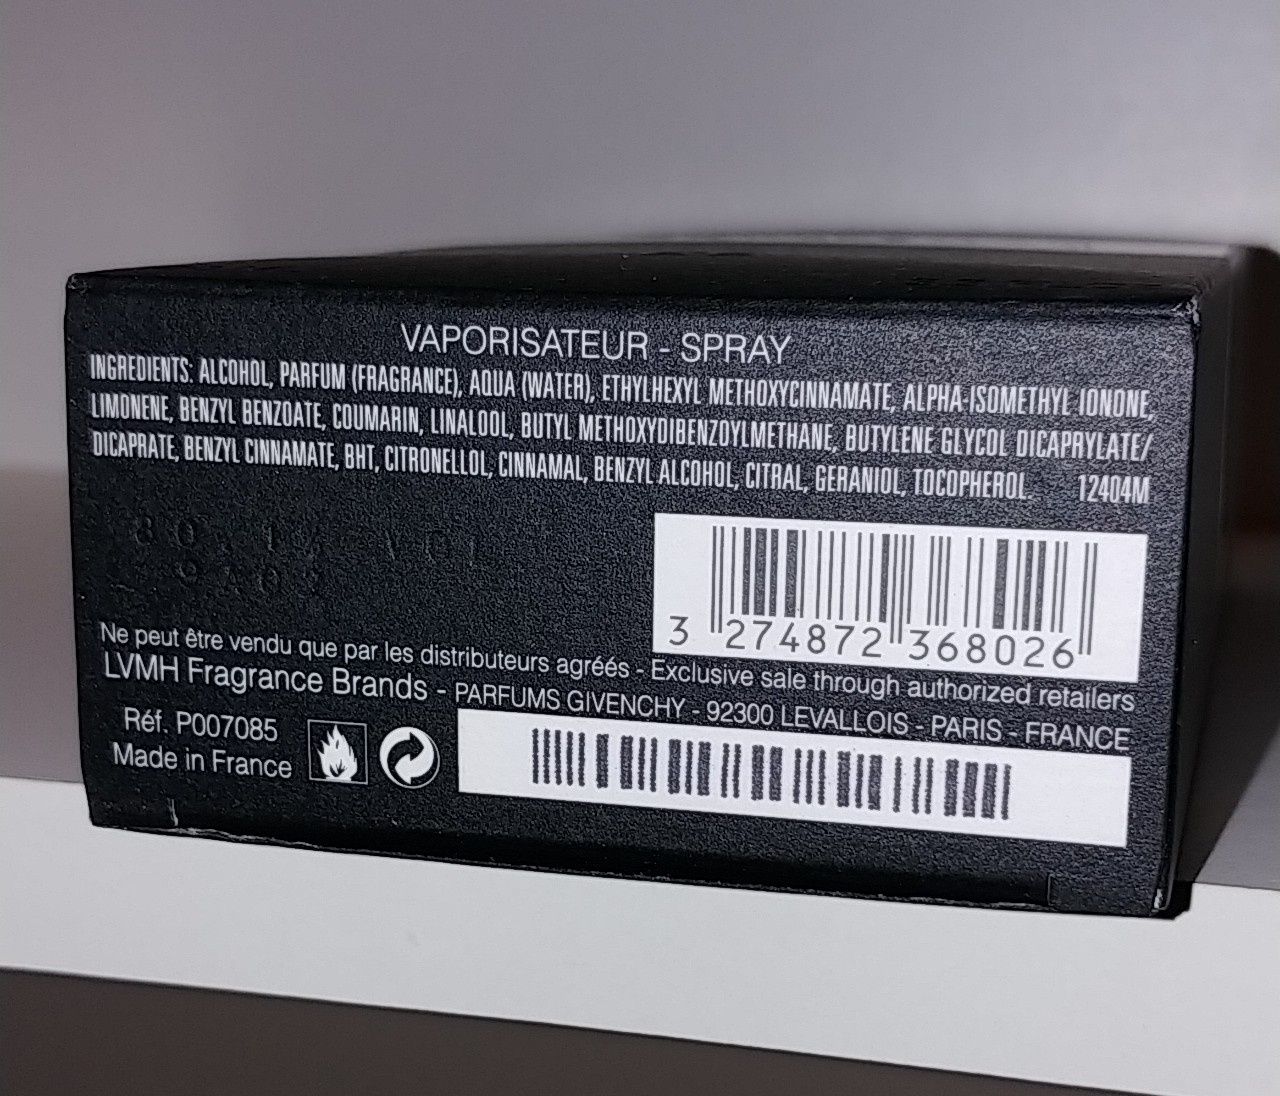 VAPORISATEUR - SPRAY
INGREDIENTS: ALCOHOL, PARFUM (FRAGRANCE), AQUA (WATER), ETHYLHEXYL METHOXYCINNAMATE, ALPHA-ISOMETHYL IONONE,
LIMONENE, BENZYL BENZOATE, COUMARIN, LINALOOL, BUTYL METHOXYDIBENZOYLMETHANE, BUTYLENE GLYCOL DICAPRYLATE/
DICAPRATE, BENZYL CINNAMATE, BHT, CITRONELLOL, CINNAMAL, BENZYL ALCOHOL, CITRAL, GERANIOL, TOCOPHEROL. 12404M
3 274872 368026
Ne peut être vendu que par les distributeurs agréés - Exclusive sale through authorized retailers
LVMH Fragrance Brands - PARFUMS GIVENCHY - 92300 LEVALLOIS - PARIS - FRANCE
Réf. P007085
Made in France